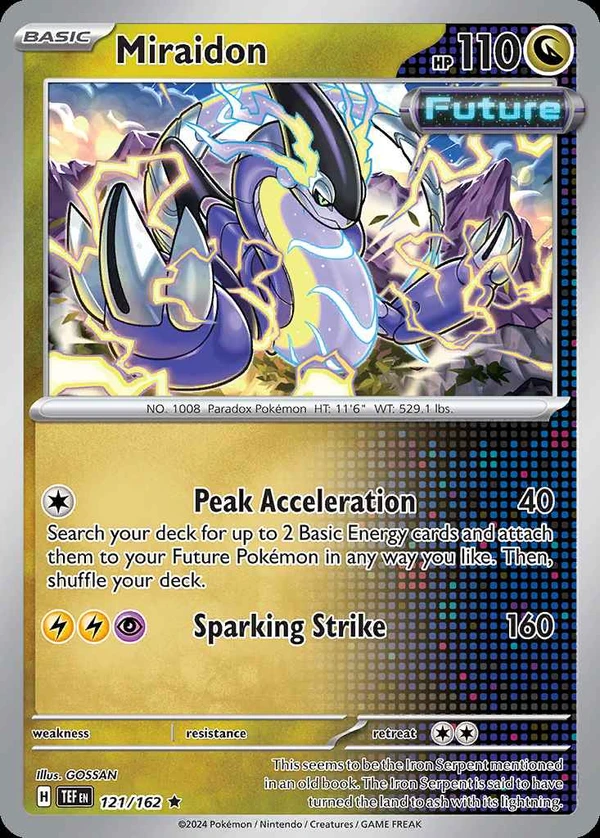 BASIC Miraidon HP 110
Future
NO. 1008 Paradox Pokémon HT: 11'6" WT: 529.1 lbs.
Peak Acceleration 40
Search your deck for up to 2 Basic Energy cards and attach
them to your Future Pokémon in any way you like. Then,
shuffle your deck.
Sparking Strike 160
weakness resistance retreat
Illus. GOSSAN
H TEF EN 121/162
This seems to be the Iron Serpent mentioned
in an old book. The Iron Serpent is said to have
turned the land to ash with its lightning.
©2024 Pokémon / Nintendo / Creatures / GAME FREAK